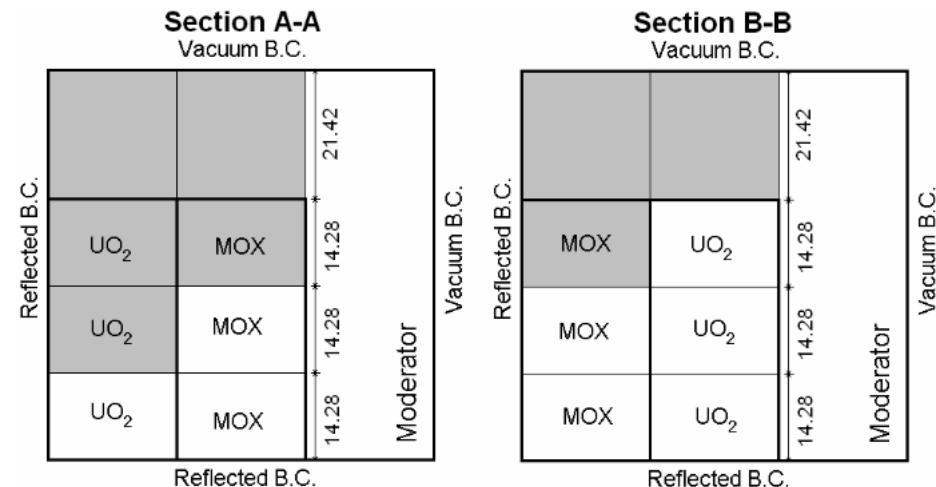 Section A-A
Vacuum B.C.
Reflected B.C.
21.42
UO₂ MOX 14.28
UO₂ MOX 14.28
UO₂ MOX 14.28
Moderator
Vacuum B.C.
Reflected B.C.
Section B-B
Vacuum B.C.
Reflected B.C.
21.42
MOX UO₂ 14.28
MOX UO₂ 14.28
MOX UO₂ 14.28
Moderator
Vacuum B.C.
Reflected B.C.